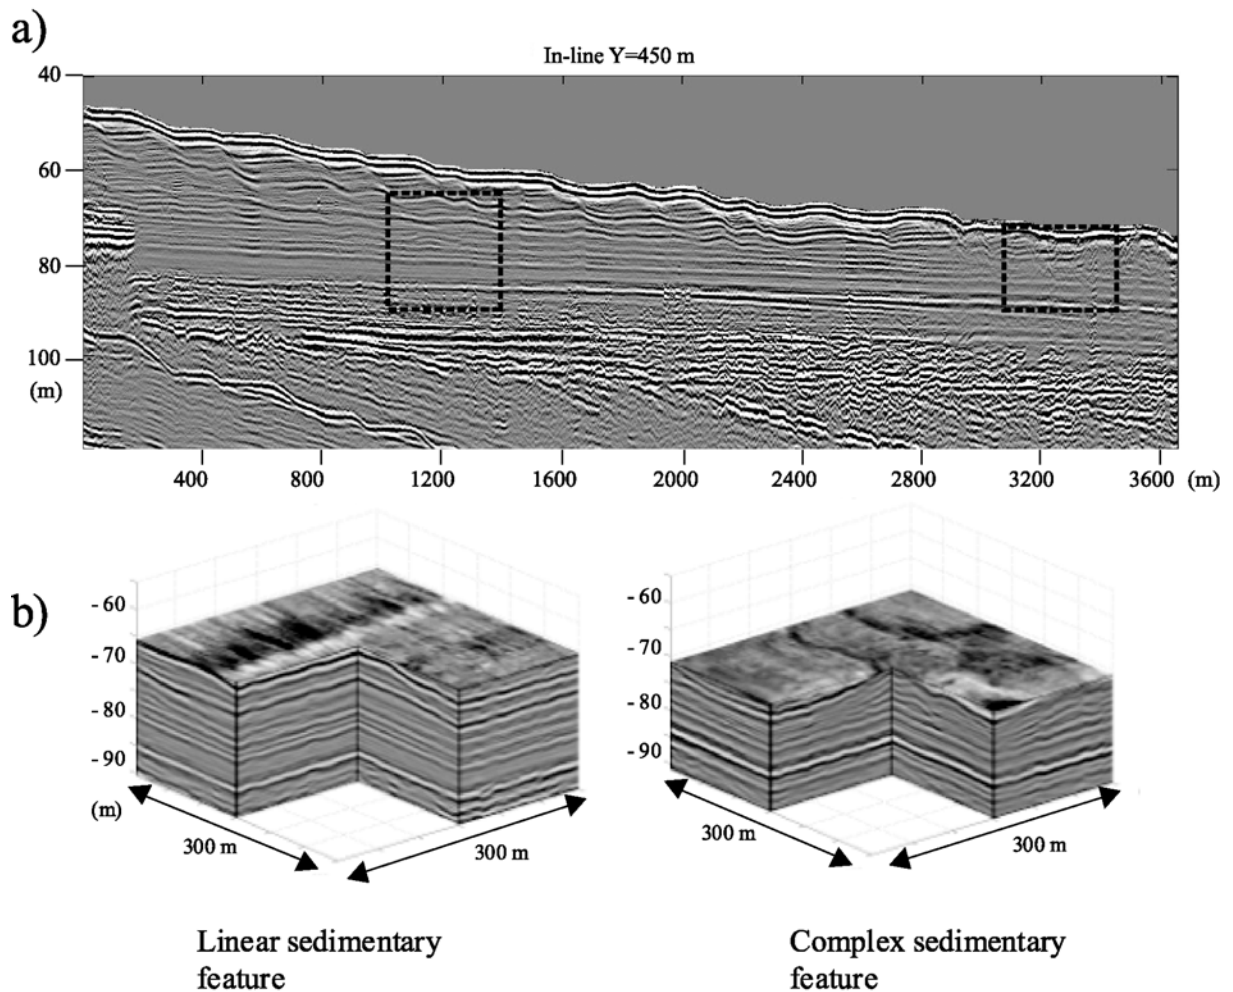 a)
In-line Y=450 m
40
60
80
100
(m)
400 800 1200 1600 2000 2400 2800 3200 3600 (m)
b)
- 60
- 70
- 80
- 90
(m)
300 m
300 m
- 60
- 70
- 80
- 90
300 m
300 m
Linear sedimentary
feature
Complex sedimentary
feature